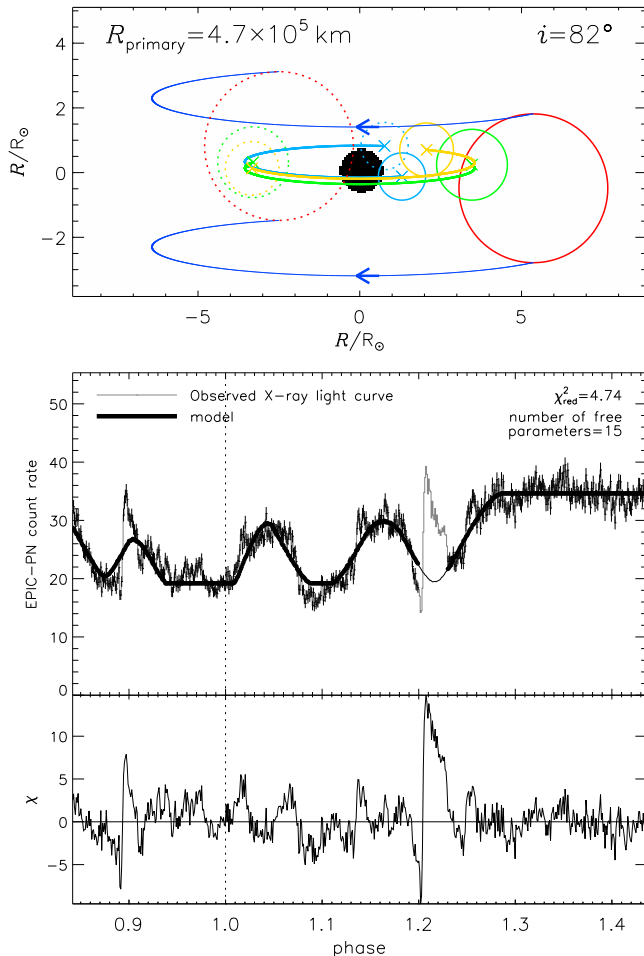 R_primary=4.7×10⁵ km
i=82°
4
2
0
-2
R/R☉
-5
0
5
R/R☉
Observed X-ray light curve
model
χ²_red=4.74
number of free
parameters=15
50
40
30
20
10
0
EPIC-PN count rate
10
5
0
-5
χ
0.9
1.0
1.1
1.2
1.3
1.4
phase